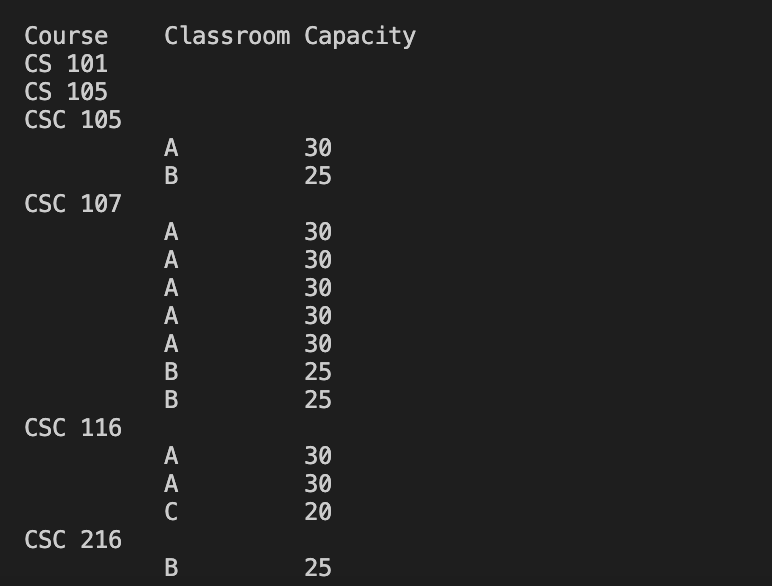 Course    Classroom Capacity
CS 101
CS 105
CSC 105
          A         30
          B         25
CSC 107
          A         30
          A         30
          A         30
          A         30
          A         30
          B         25
          B         25
CSC 116
          A         30
          A         30
          C         20
CSC 216
          B         25